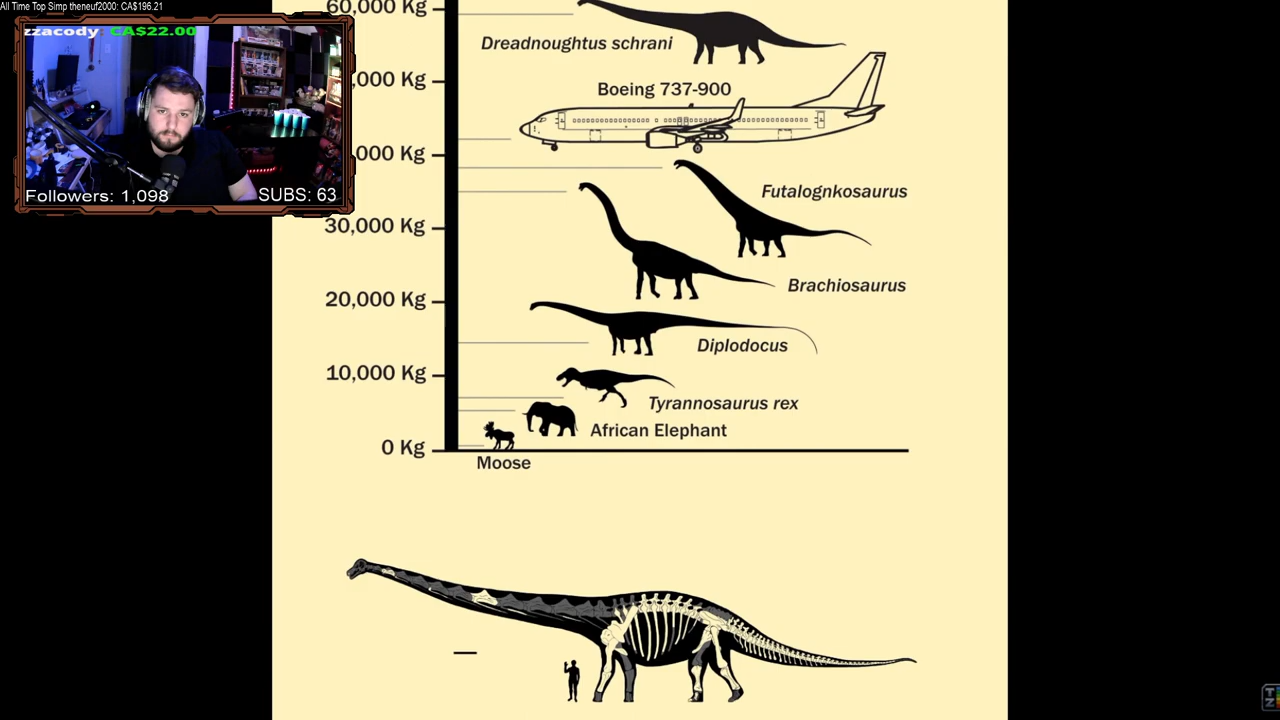 All Time Top Simp theneuf2000: CA$196.21
zzacody CA$22.00
Followers: 1,098
SUBS: 63
60,000 Kg
Dreadnoughtus schrani
,000 Kg
Boeing 737-900
,000 Kg
Futalognkosaurus
30,000 Kg
Brachiosaurus
20,000 Kg
Diplodocus
10,000 Kg
Tyrannosaurus rex
African Elephant
0 Kg
Moose